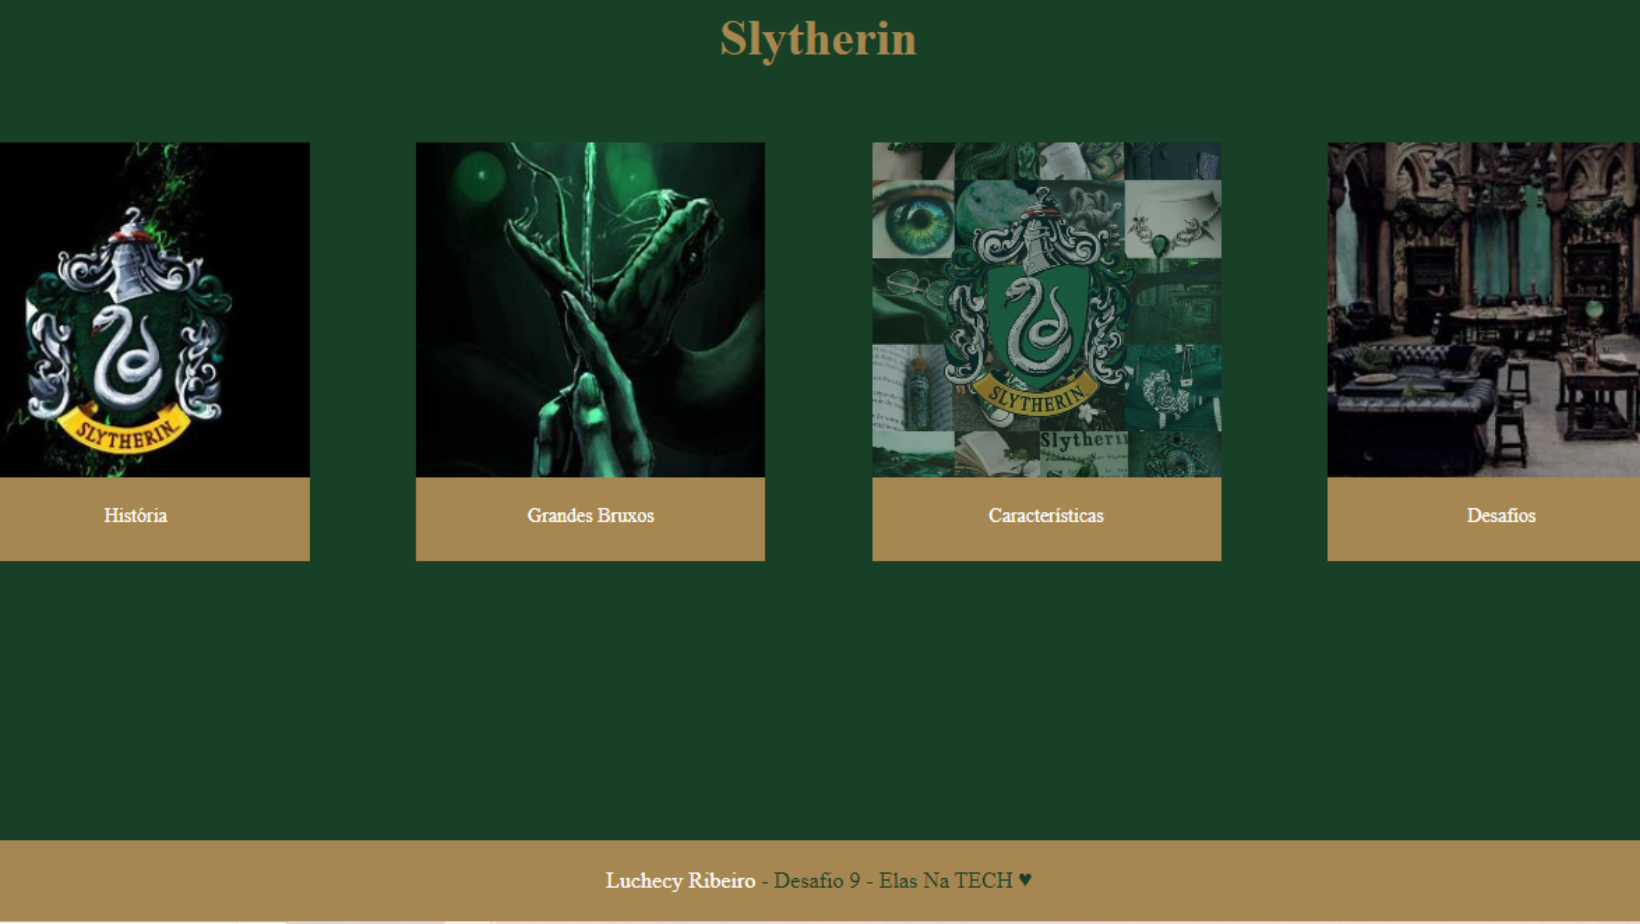 Slytherin
SLYTHERIN
SLYTHERIN
Slytherin
História
Grandes Bruxos
Características
Desafios
Luchecy Ribeiro - Desafio 9 - Elas Na TECH ♥